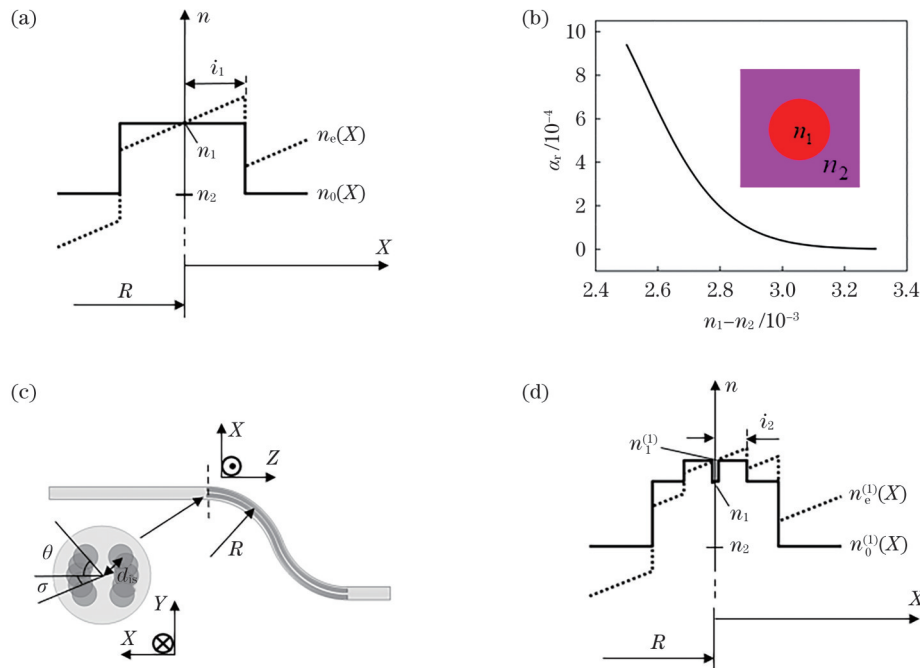 (a)
n
i₁
nₑ(X)
n₁
n₂
n₀(X)
X
R
(b)
10
8
6
4
2
0
αᵣ /10⁻⁴
n₁
n₂
2.4 2.6 2.8 3.0 3.2 3.4
n₁−n₂ /10⁻³
(c)
X
Z
R
θ
σ
dᵢₛ
Y
X
(d)
n
i₂
n₁⁽¹⁾
nₑ⁽¹⁾(X)
n₁
n₂
n₀⁽¹⁾(X)
X
R